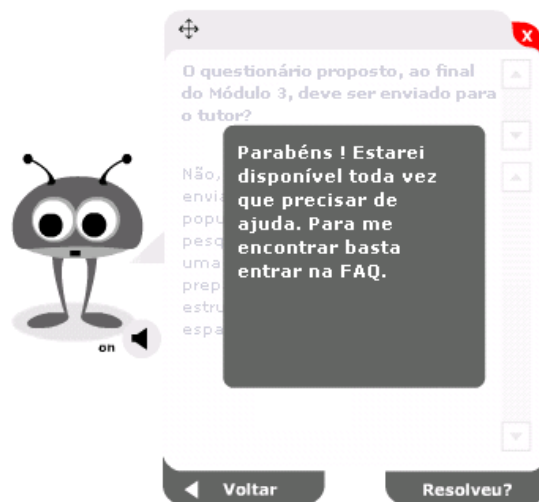 X
O questionário proposto, ao final
do Módulo 3, deve ser enviado para
o tutor?
Parabéns ! Estarei
disponível toda vez
que precisar de
ajuda. Para me
encontrar basta
entrar na FAQ.
Não,
envia
popu
pesq
uma
prep
estru
espa
on
Voltar
Resolveu?